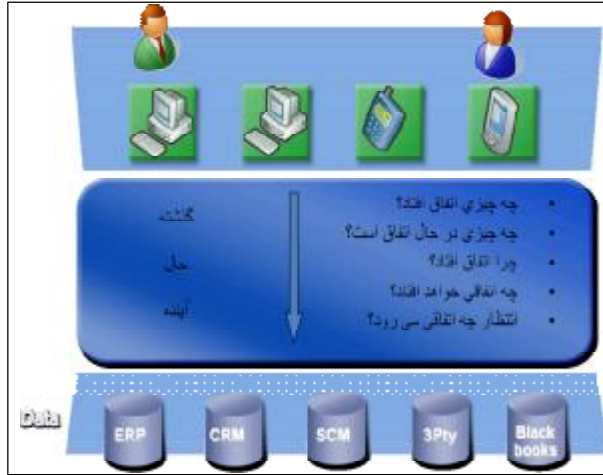 چه چیزی اتفاق افتاد؟
چه چیزی در حال اتفاق است؟
چرا اتفاق افتاد؟
چه اتفاقی خواهد افتاد؟
انتظار چه اتفاقی می رود؟
گذشته
حال
آینده
Data
ERP
CRM
SCM
3Pty
Black
books